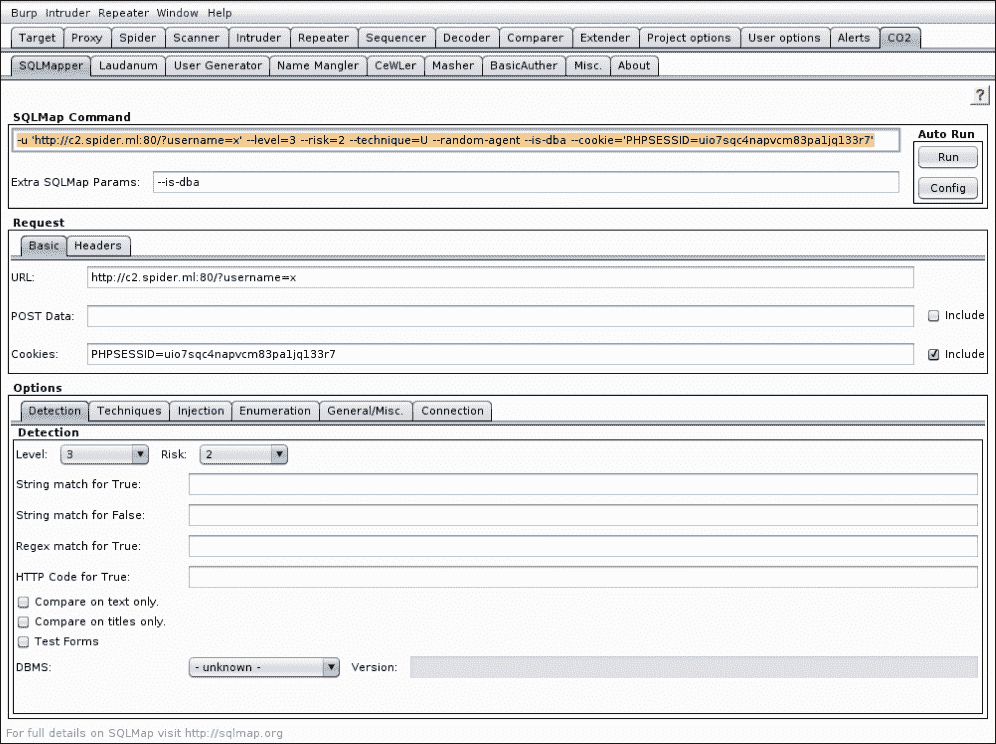 Burp Intruder Repeater Window Help
Target Proxy Spider Scanner Intruder Repeater Sequencer Decoder Comparer Extender Project options User options Alerts CO2
SQLMapper Laudanum User Generator Name Mangler CeWLer Masher BasicAuther Misc. About
?
SQLMap Command
-u 'http://c2.spider.ml:80/?username=x' --level=3 --risk=2 --technique=U --random-agent --is-dba --cookie='PHPSESSID=uio7sqc4napvcm83pa1jq133r7'
Auto Run
Run
Extra SQLMap Params: --is-dba
Config
Request
Basic Headers
URL: http://c2.spider.ml:80/?username=x
POST Data: Include
Cookies: PHPSESSID=uio7sqc4napvcm83pa1jq133r7 Include
Options
Detection Techniques Injection Enumeration General/Misc. Connection
Detection
Level: 3 Risk: 2
String match for True:
String match for False:
Regex match for True:
HTTP Code for True:
Compare on text only.
Compare on titles only.
Test Forms
DBMS: - unknown - Version:
For full details on SQLMap visit http://sqlmap.org